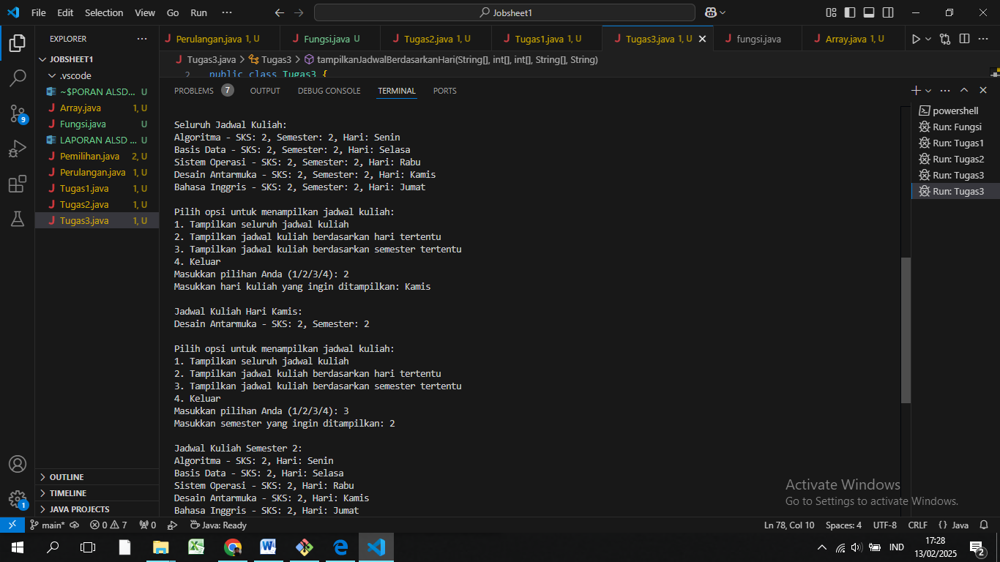 File Edit Selection View Go Run ··· Jobsheet1
EXPLORER ···
JOBSHEET1
.vscode
~$PORAN ALSD... U
Array.java 1, U
Fungsi.java U
LAPORAN ALSD ... U
Pemilihan.java 2, U
Perulangan.java 1, U
Tugas1.java 1, U
Tugas2.java 1, U
Tugas3.java 1, U
OUTLINE
TIMELINE
JAVA PROJECTS
9
1
Perulangan.java 1, U Fungsi.java U Tugas2.java 1, U Tugas1.java 1, U Tugas3.java 1, U fungsi.java Array.java 1, U
Tugas3.java > Tugas3 > tampilkanJadwalBerdasarkanHari(String[], int[], int[], String[], String)
2 public class Tugas3 {
PROBLEMS 7 OUTPUT DEBUG CONSOLE TERMINAL PORTS
Seluruh Jadwal Kuliah:
Algoritma - SKS: 2, Semester: 2, Hari: Senin
Basis Data - SKS: 2, Semester: 2, Hari: Selasa
Sistem Operasi - SKS: 2, Semester: 2, Hari: Rabu
Desain Antarmuka - SKS: 2, Semester: 2, Hari: Kamis
Bahasa Inggris - SKS: 2, Semester: 2, Hari: Jumat
Pilih opsi untuk menampilkan jadwal kuliah:
1. Tampilkan seluruh jadwal kuliah
2. Tampilkan jadwal kuliah berdasarkan hari tertentu
3. Tampilkan jadwal kuliah berdasarkan semester tertentu
4. Keluar
Masukkan pilihan Anda (1/2/3/4): 2
Masukkan hari kuliah yang ingin ditampilkan: Kamis
Jadwal Kuliah Hari Kamis:
Desain Antarmuka - SKS: 2, Semester: 2
Pilih opsi untuk menampilkan jadwal kuliah:
1. Tampilkan seluruh jadwal kuliah
2. Tampilkan jadwal kuliah berdasarkan hari tertentu
3. Tampilkan jadwal kuliah berdasarkan semester tertentu
4. Keluar
Masukkan pilihan Anda (1/2/3/4): 3
Masukkan semester yang ingin ditampilkan: 2
Jadwal Kuliah Semester 2:
Algoritma - SKS: 2, Hari: Senin
Basis Data - SKS: 2, Hari: Selasa
Sistem Operasi - SKS: 2, Hari: Rabu
Desain Antarmuka - SKS: 2, Hari: Kamis
Bahasa Inggris - SKS: 2, Hari: Jumat
powershell
Run: Fungsi
Run: Tugas1
Run: Tugas2
Run: Tugas3
Run: Tugas3
Activate Windows
Go to Settings to activate Windows.
main* 0 7 0 Java: Ready Ln 78, Col 10 Spaces: 4 UTF-8 CRLF {} Java
IND 17:28
13/02/2025 2